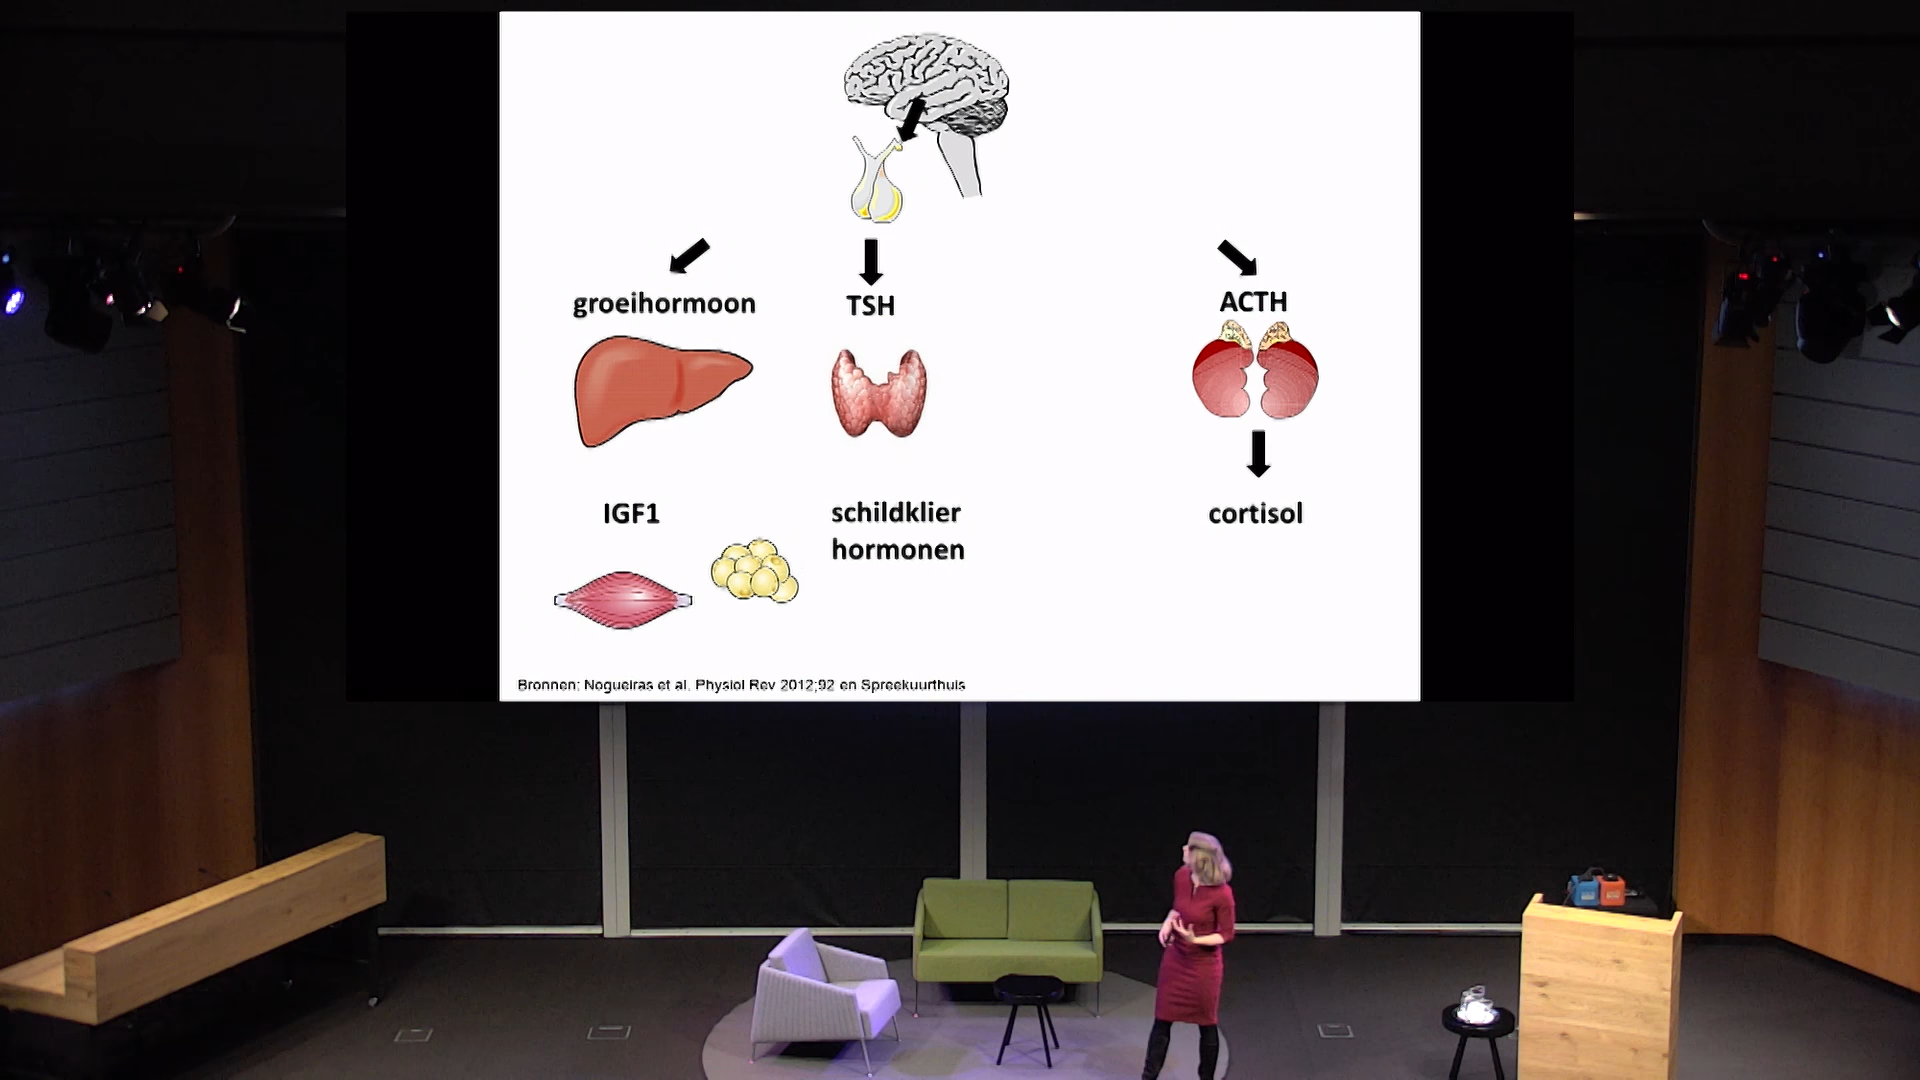 groeihormoon
TSH
ACTH
IGF1
schildklier
hormonen
cortisol
Bronnen: Nogueiras et al. Physiol Rev 2012;92 en Spreekuurthuis